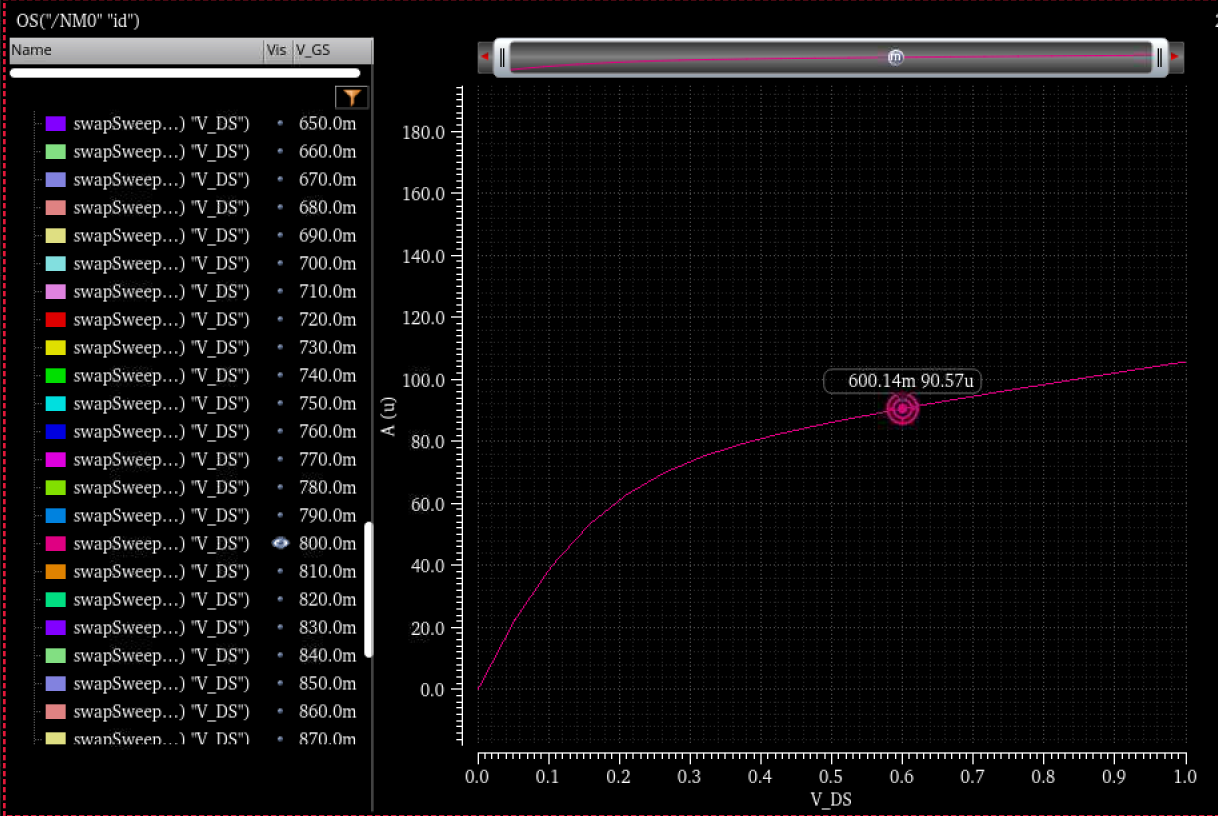 OS("/NM0" "id")
Name Vis V_GS
swapSweep...) "V_DS") 650.0m
swapSweep...) "V_DS") 660.0m
swapSweep...) "V_DS") 670.0m
swapSweep...) "V_DS") 680.0m
swapSweep...) "V_DS") 690.0m
swapSweep...) "V_DS") 700.0m
swapSweep...) "V_DS") 710.0m
swapSweep...) "V_DS") 720.0m
swapSweep...) "V_DS") 730.0m
swapSweep...) "V_DS") 740.0m
swapSweep...) "V_DS") 750.0m
swapSweep...) "V_DS") 760.0m
swapSweep...) "V_DS") 770.0m
swapSweep...) "V_DS") 780.0m
swapSweep...) "V_DS") 790.0m
swapSweep...) "V_DS") 800.0m
swapSweep...) "V_DS") 810.0m
swapSweep...) "V_DS") 820.0m
swapSweep...) "V_DS") 830.0m
swapSweep...) "V_DS") 840.0m
swapSweep...) "V_DS") 850.0m
swapSweep...) "V_DS") 860.0m
swapSweep...) "V_DS") 870.0m
m
180.0
160.0
140.0
120.0
100.0
80.0
60.0
40.0
20.0
0.0
A (u)
600.14m 90.57u
0.0 0.1 0.2 0.3 0.4 0.5 0.6 0.7 0.8 0.9 1.0
V_DS